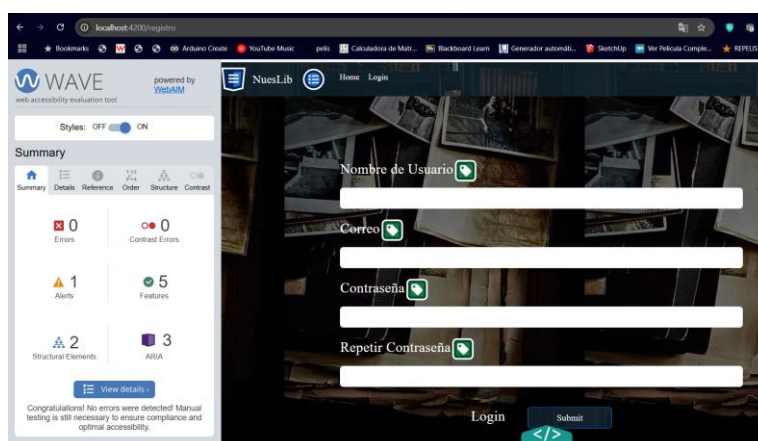 localhost:4200/registro
Bookmarks
Arduino Create
YouTube Music
pelis
Calculadora de Matr...
Blackboard Learn
Generador automáti...
SketchUp
Ver Pelicula Comple...
REPELIS
WAVE
web accessibility evaluation tool
powered by
WebAIM
Styles: OFF ON
Summary
Summary Details Reference Order Structure Contrast
0
Errors
0
Contrast Errors
1
Alerts
5
Features
2
Structural Elements
3
ARIA
View details ›
Congratulations! No errors were detected! Manual
testing is still necessary to ensure compliance and
optimal accessibility.
NuesLib
Home Login
Nombre de Usuario
Correo
Contraseña
Repetir Contraseña
Login Submit
</>